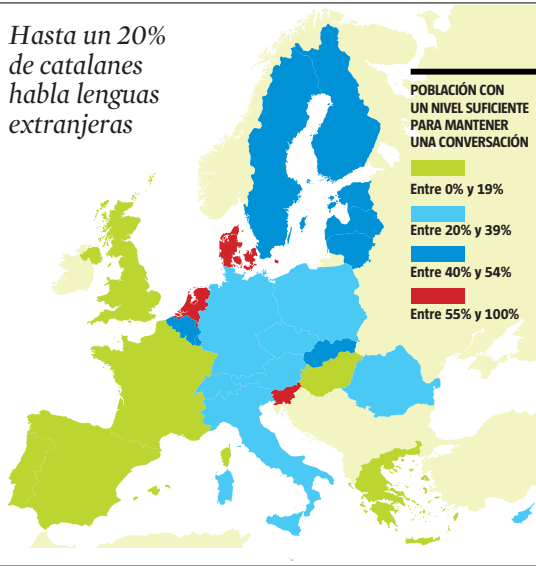 Hasta un 20%
de catalanes
habla lenguas
extranjeras
POBLACIÓN CON
UN NIVEL SUFICIENTE
PARA MANTENER
UNA CONVERSACIÓN
Entre 0% y 19%
Entre 20% y 39%
Entre 40% y 54%
Entre 55% y 100%